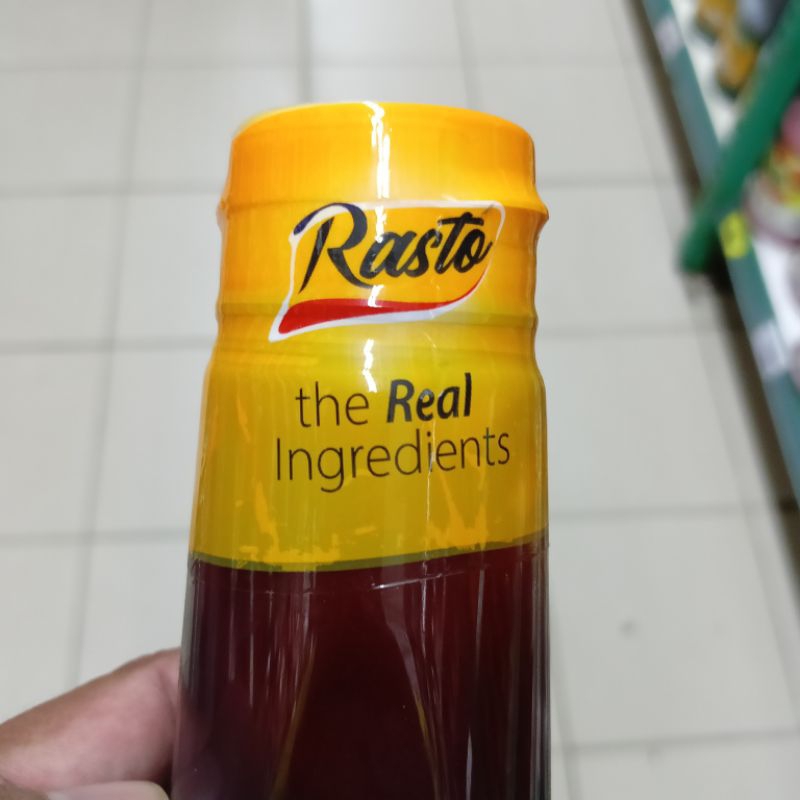 Rasto
the Real
Ingredients